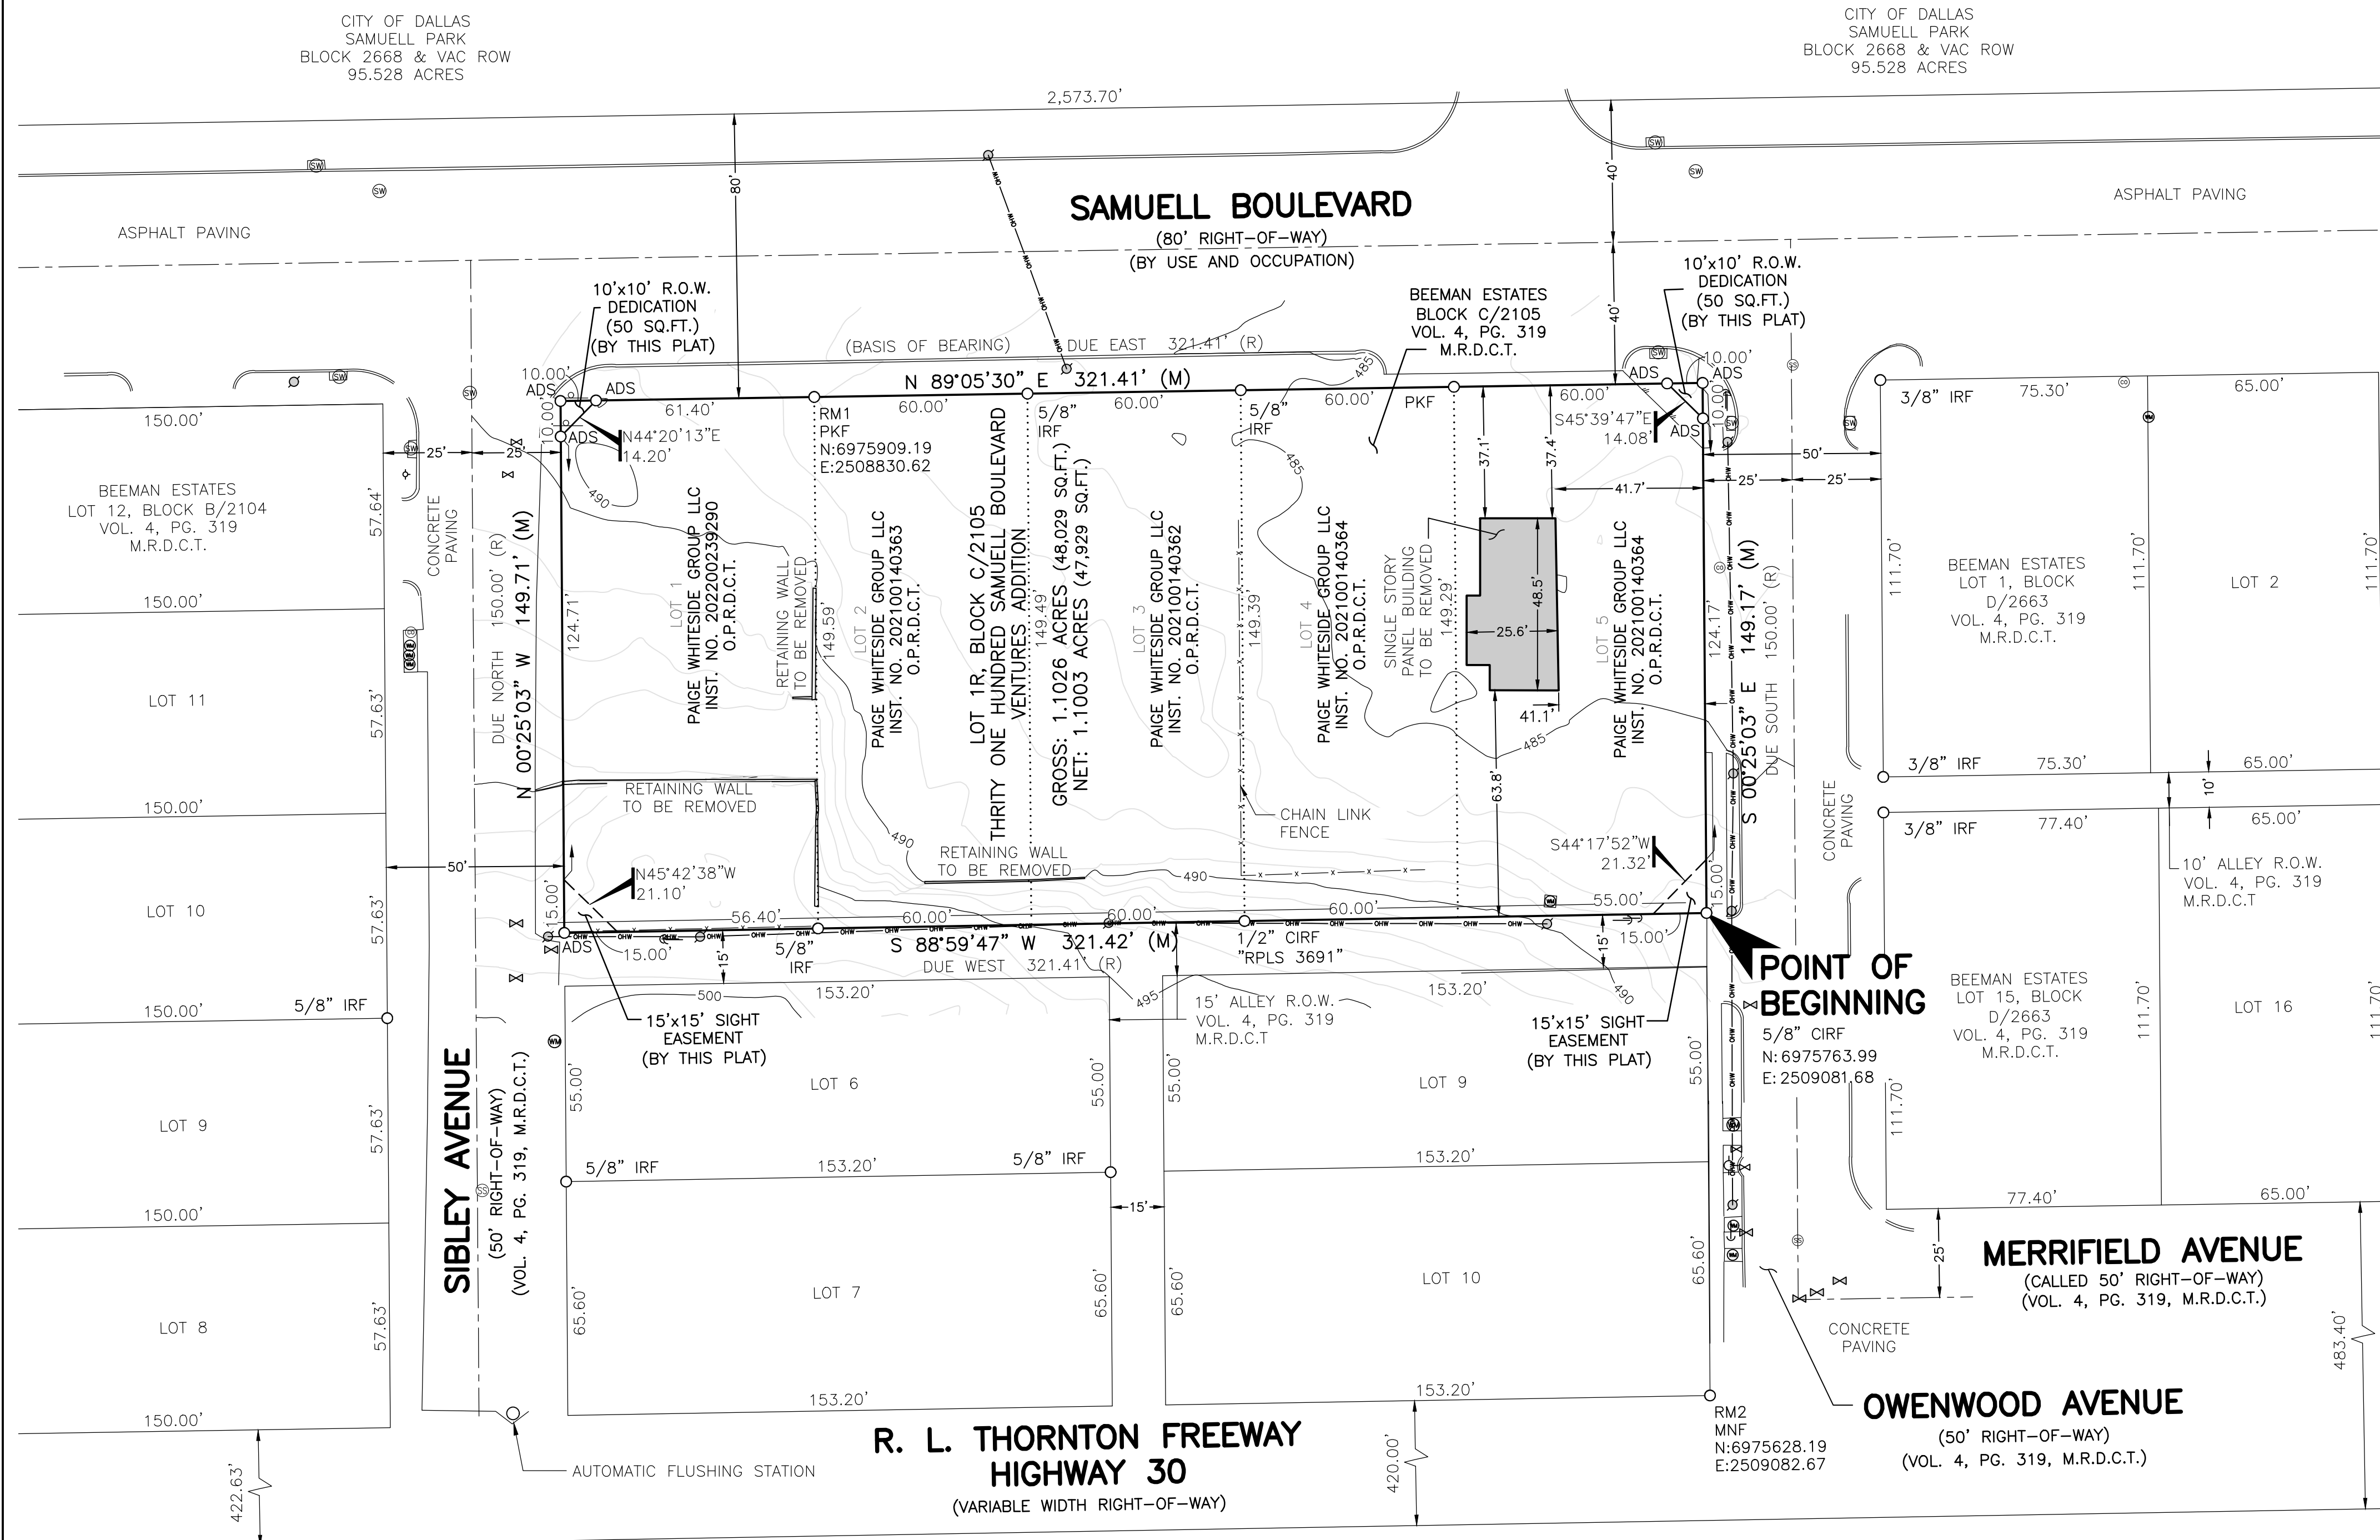 CITY OF DALLAS
SAMUELL PARK
BLOCK 2668 & VAC ROW
95.528 ACRES
CITY OF DALLAS
SAMUELL PARK
BLOCK 2668 & VAC ROW
95.528 ACRES
2,573.70'
80'
40'
40'
SW
SW
SW
SW
OHW
OHW
OHW
OHW
OHW
ASPHALT PAVING
ASPHALT PAVING
SAMUELL BOULEVARD
(80' RIGHT-OF-WAY)
(BY USE AND OCCUPATION)
10'x10' R.O.W.
DEDICATION
(50 SQ.FT.)
(BY THIS PLAT)
10'x10' R.O.W.
DEDICATION
(50 SQ.FT.)
(BY THIS PLAT)
BEEMAN ESTATES
BLOCK C/2105
VOL. 4, PG. 319
M.R.D.C.T.
(BASIS OF BEARING) DUE EAST 321.41' (R)
N 89°05'30" E 321.41' (M)
485
SW
SW
SW
SS
10.00'
ADS
ADS
10.00'
ADS
61.40'
60.00'
60.00'
60.00'
60.00'
ADS
10.00'
ADS
10.00'
ADS
N44°20'13"E
14.20'
S45°39'47"E
14.08'
RM1
PKF
N:6975909.19
E:2508830.62
5/8"
IRF
5/8"
IRF
PKF
3/8" IRF
75.30'
65.00'
CO
WM
SW
SW
SW
150.00'
25'
25'
50'
25'
25'
BEEMAN ESTATES
LOT 12, BLOCK B/2104
VOL. 4, PG. 319
M.R.D.C.T.
57.64'
CONCRETE
PAVING
150.00'
LOT 11
57.63'
150.00'
LOT 10
57.63'
150.00'
5/8" IRF
LOT 9
57.63'
150.00'
LOT 8
57.63'
150.00'
422.63'
DUE NORTH 150.00' (R)
N 00°25'03" W 149.71' (M)
124.71'
490
LOT 1
PAIGE WHITESIDE GROUP LLC
INST. NO. 202200239290
O.P.R.D.C.T.
RETAINING WALL
TO BE REMOVED
149.59'
LOT 2
PAIGE WHITESIDE GROUP LLC
INST. NO. 202100140363
O.P.R.D.C.T.
LOT 1R, BLOCK C/2105
THRITY ONE HUNDRED SAMUELL BOULEVARD
VENTURES ADDITION
149.49'
GROSS: 1.1026 ACRES (48,029 SQ.FT.)
NET: 1.1003 ACRES (47,929 SQ.FT.)
LOT 3
PAIGE WHITESIDE GROUP LLC
INST. NO. 202100140362
O.P.R.D.C.T.
149.39'
485
LOT 4
PAIGE WHITESIDE GROUP LLC
INST. NO. 202100140364
O.P.R.D.C.T.
SINGLE STORY
PANEL BUILDING
TO BE REMOVED
149.29'
37.1'
37.4'
41.7'
48.5'
25.6'
41.1'
63.8'
485
LOT 5
PAIGE WHITESIDE GROUP LLC
INST. NO. 202100140364
O.P.R.D.C.T.
124.17'
S 00°25'03" E 149.17' (M)
DUE SOUTH 150.00' (R)
CO
BEEMAN ESTATES
LOT 1, BLOCK
D/2663
VOL. 4, PG. 319
M.R.D.C.T.
111.70'
111.70'
LOT 2
111.70'
3/8" IRF
75.30'
65.00'
10'
3/8" IRF
77.40'
65.00'
10' ALLEY R.O.W.
VOL. 4, PG. 319
M.R.D.C.T
CONCRETE
PAVING
RETAINING WALL
TO BE REMOVED
CHAIN LINK
FENCE
490
RETAINING WALL
TO BE REMOVED
490
S44°17'52"W
21.32'
50'
N45°42'38"W
21.10'
15.00'
ADS
15.00'
56.40'
60.00'
60.00'
60.00'
55.00'
15.00'
15.00'
WM
5/8"
IRF
S 88°59'47" W 321.42' (M)
DUE WEST 321.41' (R)
1/2" CIRF
"RPLS 3691"
15'
15'
500
495
490
153.20'
153.20'
15' ALLEY R.O.W.
VOL. 4, PG. 319
M.R.D.C.T
15'x15' SIGHT
EASEMENT
(BY THIS PLAT)
15'x15' SIGHT
EASEMENT
(BY THIS PLAT)
POINT OF
BEGINNING
5/8" CIRF
N:6975763.99
E:2509081.68
BEEMAN ESTATES
LOT 15, BLOCK
D/2663
VOL. 4, PG. 319
M.R.D.C.T.
111.70'
LOT 16
111.70'
111.70'
77.40'
65.00'
WM
SS
SIBLEY AVENUE
(50' RIGHT-OF-WAY)
(VOL. 4, PG. 319, M.R.D.C.T.)
55.00'
LOT 6
55.00'
55.00'
LOT 9
55.00'
5/8" IRF
153.20'
5/8" IRF
153.20'
15'
65.60'
LOT 7
65.60'
65.60'
LOT 10
65.60'
153.20'
153.20'
SS
25'
MERRIFIELD AVENUE
(CALLED 50' RIGHT-OF-WAY)
(VOL. 4, PG. 319, M.R.D.C.T.)
CONCRETE
PAVING
483.40'
OWENWOOD AVENUE
(50' RIGHT-OF-WAY)
(VOL. 4, PG. 319, M.R.D.C.T.)
RM2
MNF
N:6975628.19
E:2509082.67
AUTOMATIC FLUSHING STATION
R. L. THORNTON FREEWAY
HIGHWAY 30
(VARIABLE WIDTH RIGHT-OF-WAY)
420.00'